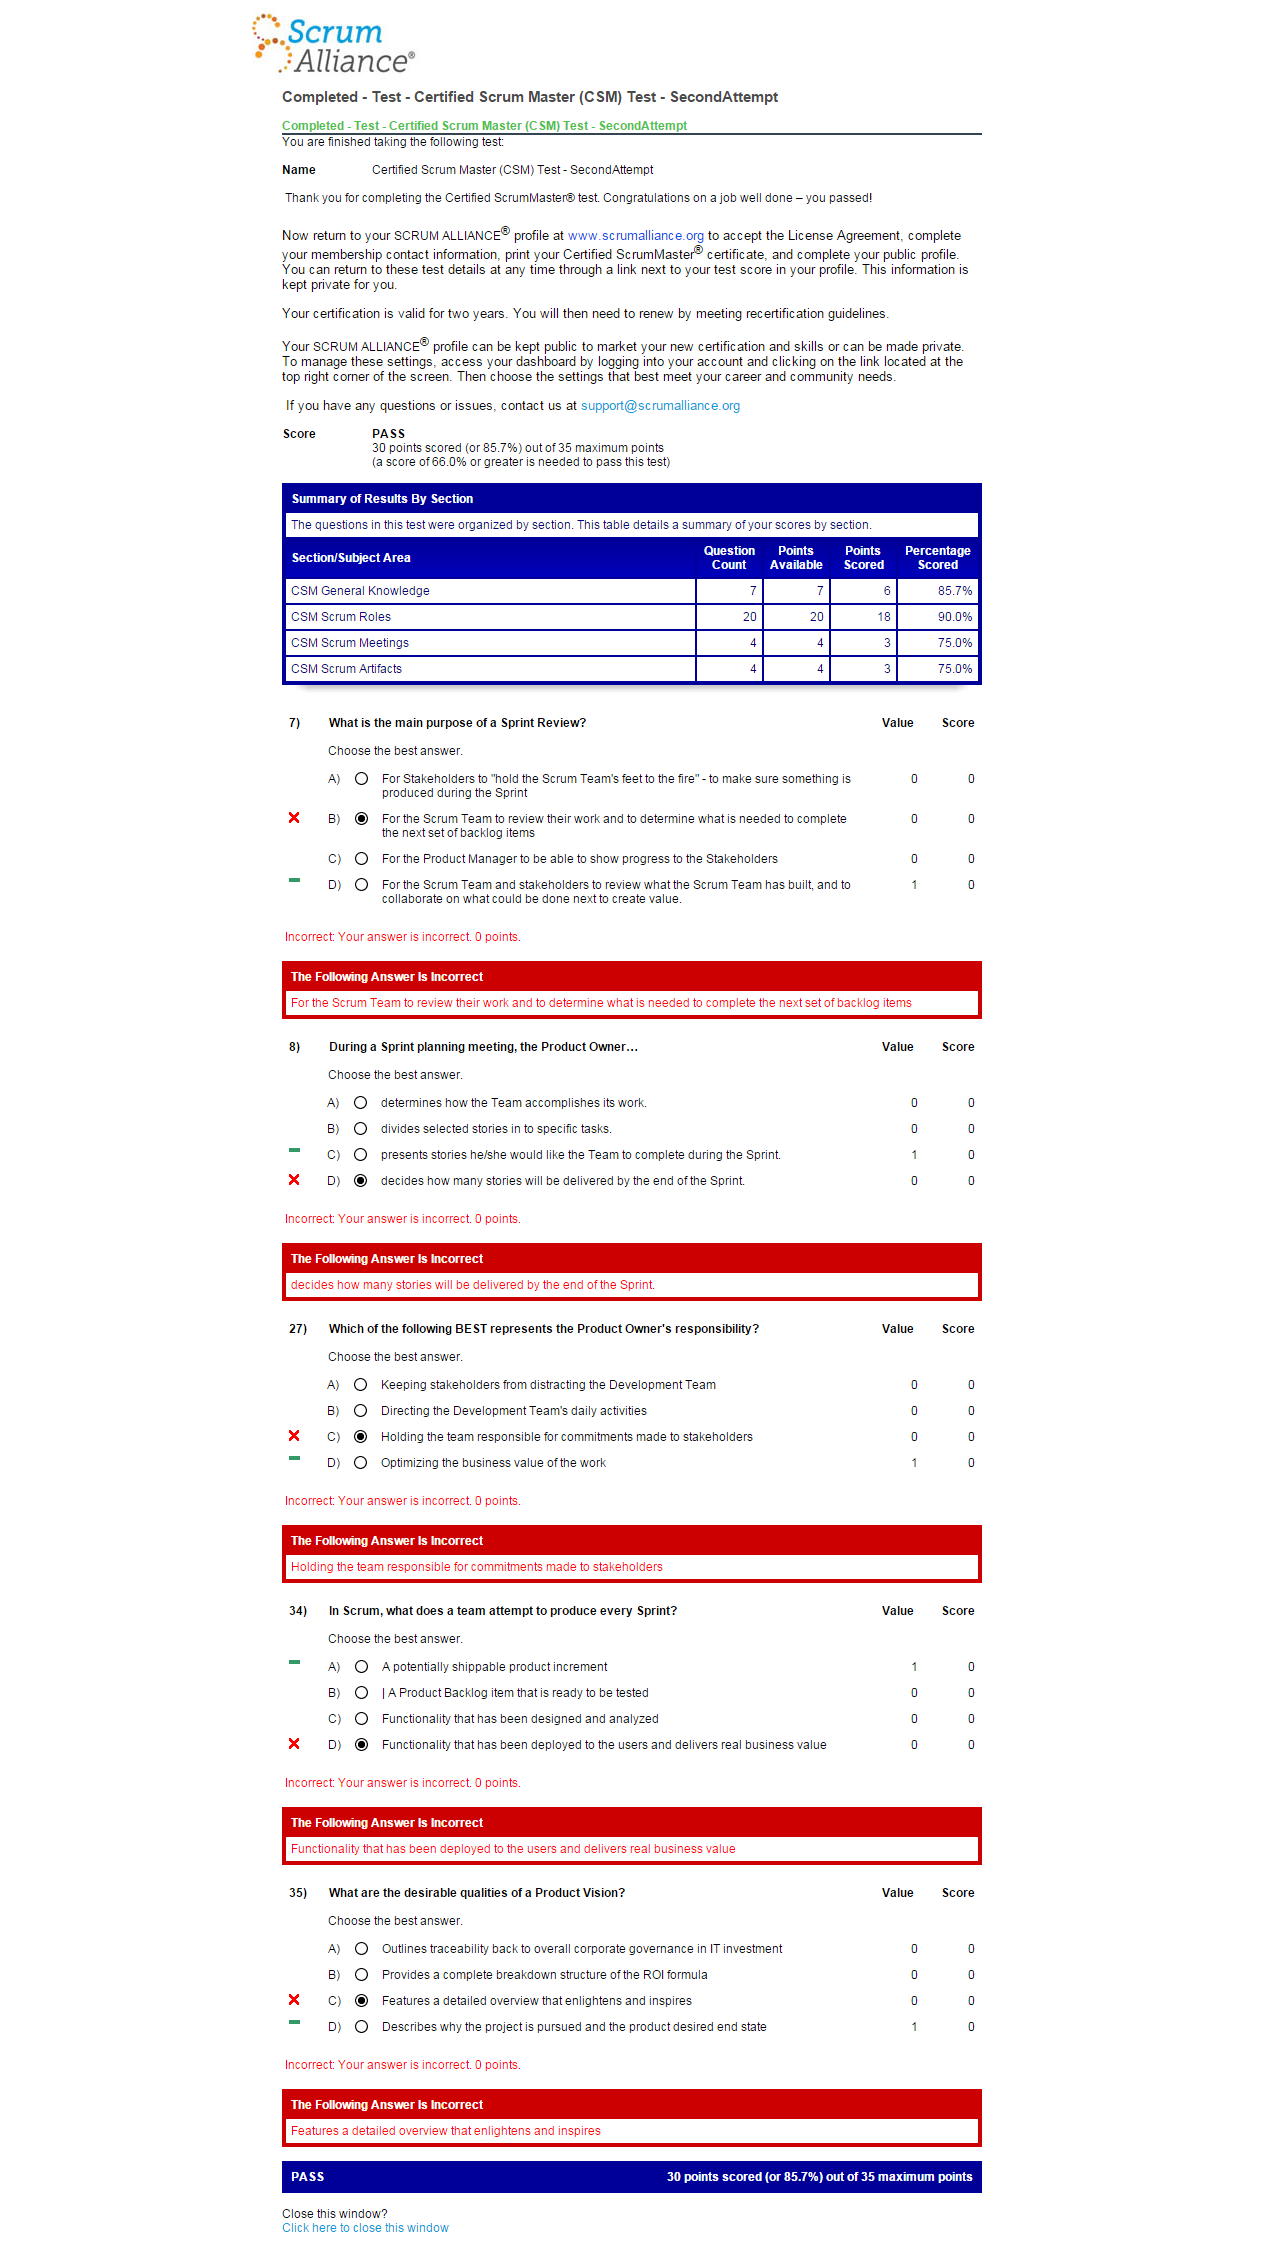 Scrum
Alliance®
Completed - Test - Certified Scrum Master (CSM) Test - SecondAttempt
Completed - Test - Certified Scrum Master (CSM) Test - SecondAttempt
You are finished taking the following test:
Name Certified Scrum Master (CSM) Test - SecondAttempt
Thank you for completing the Certified ScrumMaster® test. Congratulations on a job well done – you passed!
Now return to your SCRUM ALLIANCE® profile at www.scrumalliance.org to accept the License Agreement, complete
your membership contact information, print your Certified ScrumMaster® certificate, and complete your public profile.
You can return to these test details at any time through a link next to your test score in your profile. This information is
kept private for you.
Your certification is valid for two years. You will then need to renew by meeting recertification guidelines.
Your SCRUM ALLIANCE® profile can be kept public to market your new certification and skills or can be made private.
To manage these settings, access your dashboard by logging into your account and clicking on the link located at the
top right corner of the screen. Then choose the settings that best meet your career and community needs.
If you have any questions or issues, contact us at support@scrumalliance.org
Score PASS
30 points scored (or 85.7%) out of 35 maximum points
(a score of 66.0% or greater is needed to pass this test)
Summary of Results By Section
The questions in this test were organized by section. This table details a summary of your scores by section.
Section/Subject Area Question Count Points Available Points Scored Percentage Scored
CSM General Knowledge 7 7 6 85.7%
CSM Scrum Roles 20 20 18 90.0%
CSM Scrum Meetings 4 4 3 75.0%
CSM Scrum Artifacts 4 4 3 75.0%
7) What is the main purpose of a Sprint Review? Value Score
Choose the best answer.
A) For Stakeholders to "hold the Scrum Team's feet to the fire" - to make sure something is 0 0
produced during the Sprint
B) For the Scrum Team to review their work and to determine what is needed to complete 0 0
the next set of backlog items
C) For the Product Manager to be able to show progress to the Stakeholders 0 0
D) For the Scrum Team and stakeholders to review what the Scrum Team has built, and to 1 0
collaborate on what could be done next to create value.
Incorrect: Your answer is incorrect. 0 points.
The Following Answer Is Incorrect
For the Scrum Team to review their work and to determine what is needed to complete the next set of backlog items
8) During a Sprint planning meeting, the Product Owner… Value Score
Choose the best answer.
A) determines how the Team accomplishes its work. 0 0
B) divides selected stories in to specific tasks. 0 0
C) presents stories he/she would like the Team to complete during the Sprint. 1 0
D) decides how many stories will be delivered by the end of the Sprint. 0 0
Incorrect: Your answer is incorrect. 0 points.
The Following Answer Is Incorrect
decides how many stories will be delivered by the end of the Sprint.
27) Which of the following BEST represents the Product Owner's responsibility? Value Score
Choose the best answer.
A) Keeping stakeholders from distracting the Development Team 0 0
B) Directing the Development Team's daily activities 0 0
C) Holding the team responsible for commitments made to stakeholders 0 0
D) Optimizing the business value of the work 1 0
Incorrect: Your answer is incorrect. 0 points.
The Following Answer Is Incorrect
Holding the team responsible for commitments made to stakeholders
34) In Scrum, what does a team attempt to produce every Sprint? Value Score
Choose the best answer.
A) A potentially shippable product increment 1 0
B) | A Product Backlog item that is ready to be tested 0 0
C) Functionality that has been designed and analyzed 0 0
D) Functionality that has been deployed to the users and delivers real business value 0 0
Incorrect: Your answer is incorrect. 0 points.
The Following Answer Is Incorrect
Functionality that has been deployed to the users and delivers real business value
35) What are the desirable qualities of a Product Vision? Value Score
Choose the best answer.
A) Outlines traceability back to overall corporate governance in IT investment 0 0
B) Provides a complete breakdown structure of the ROI formula 0 0
C) Features a detailed overview that enlightens and inspires 0 0
D) Describes why the project is pursued and the product desired end state 1 0
Incorrect: Your answer is incorrect. 0 points.
The Following Answer Is Incorrect
Features a detailed overview that enlightens and inspires
PASS 30 points scored (or 85.7%) out of 35 maximum points
Close this window?
Click here to close this window